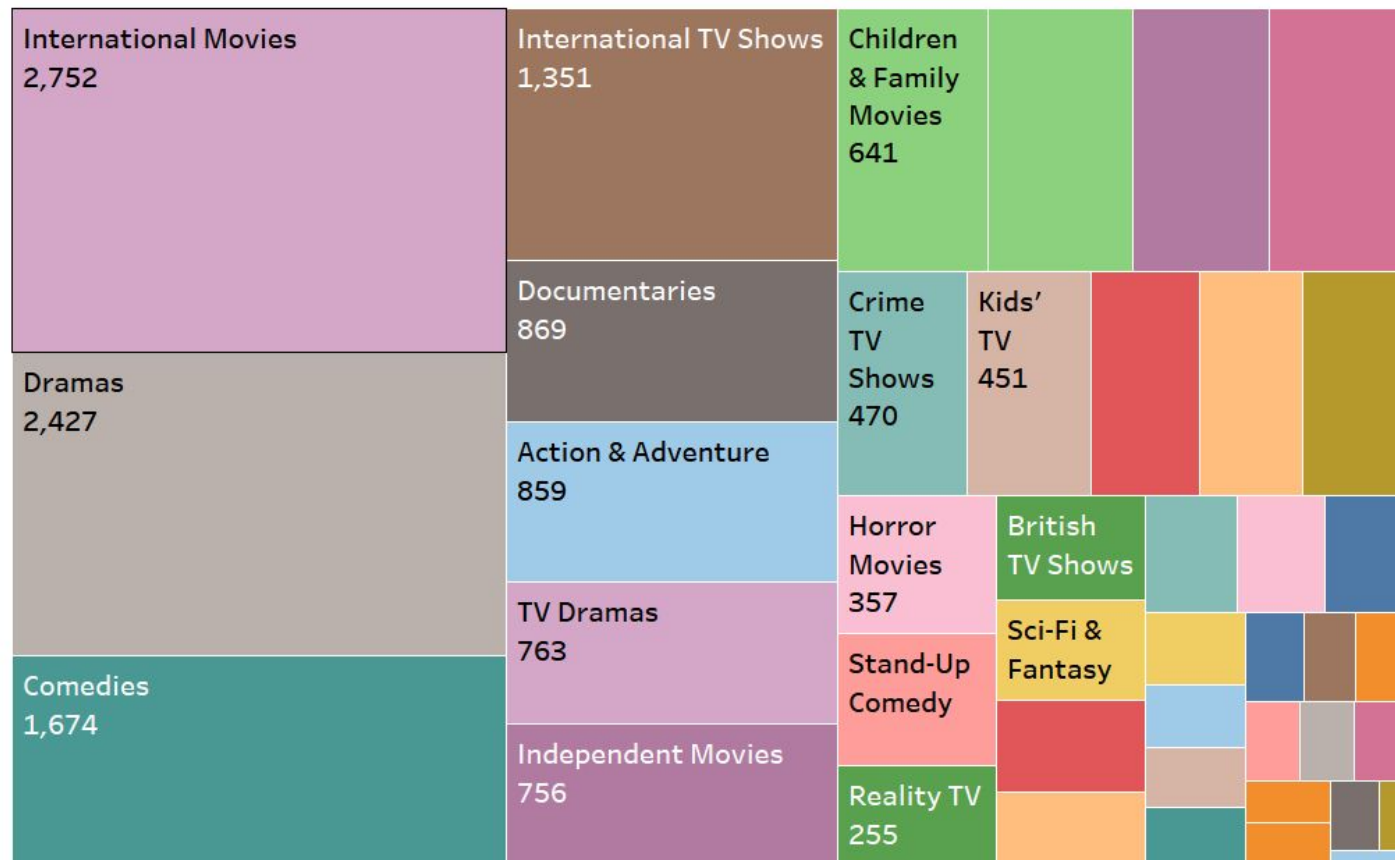 International Movies
2,752
Dramas
2,427
Comedies
1,674
International TV Shows
1,351
Documentaries
869
Action & Adventure
859
TV Dramas
763
Independent Movies
756
Children
& Family
Movies
641
Crime
TV
Shows
470
Kids’
TV
451
Horror
Movies
357
Stand-Up
Comedy
Reality TV
255
British
TV Shows
Sci-Fi &
Fantasy